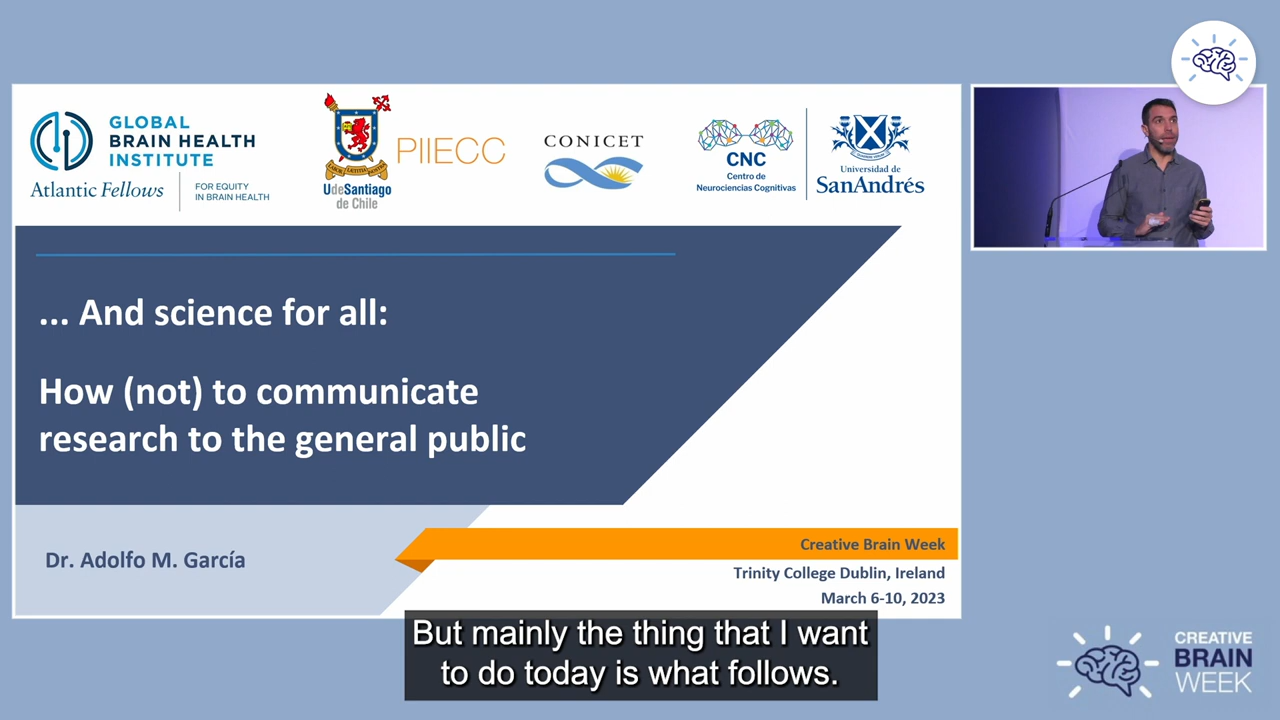 GLOBAL
BRAIN HEALTH
INSTITUTE
Atlantic Fellows
FOR EQUITY
IN BRAIN HEALTH
UdeSantiago
de Chile
PIIECC
CONICET
CNC
Centro de
Neurociencias Cognitivas
Universidad de
SanAndrés
... And science for all:
How (not) to communicate
research to the general public
Dr. Adolfo M. García
Creative Brain Week
Trinity College Dublin, Ireland
March 6-10, 2023
But mainly the thing that I want
to do today is what follows.
CREATIVE
BRAIN
WEEK